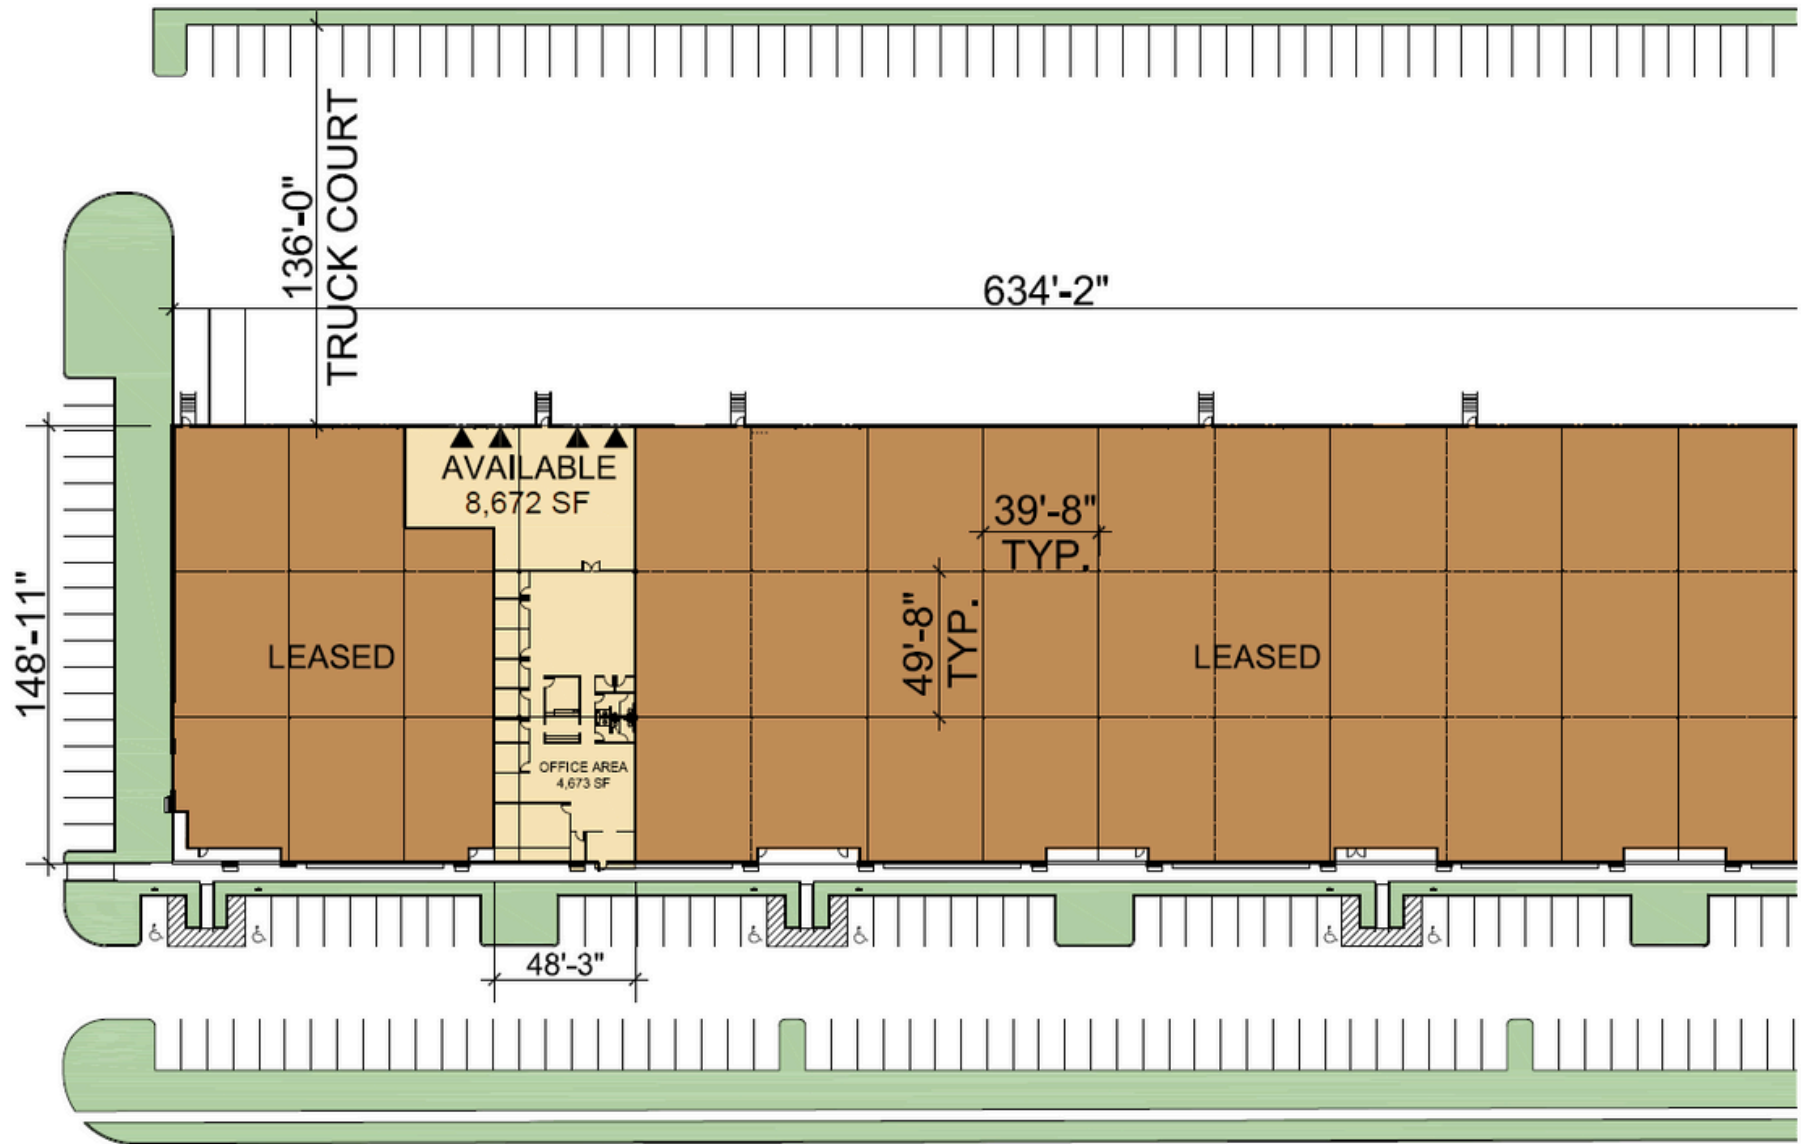 136'-0"
TRUCK COURT
634'-2"
AVAILABLE
8,672 SF
39'-8"
TYP.
148'-11"
LEASED
49'-8"
TYP.
LEASED
OFFICE AREA
4,673 SF
48'-3"